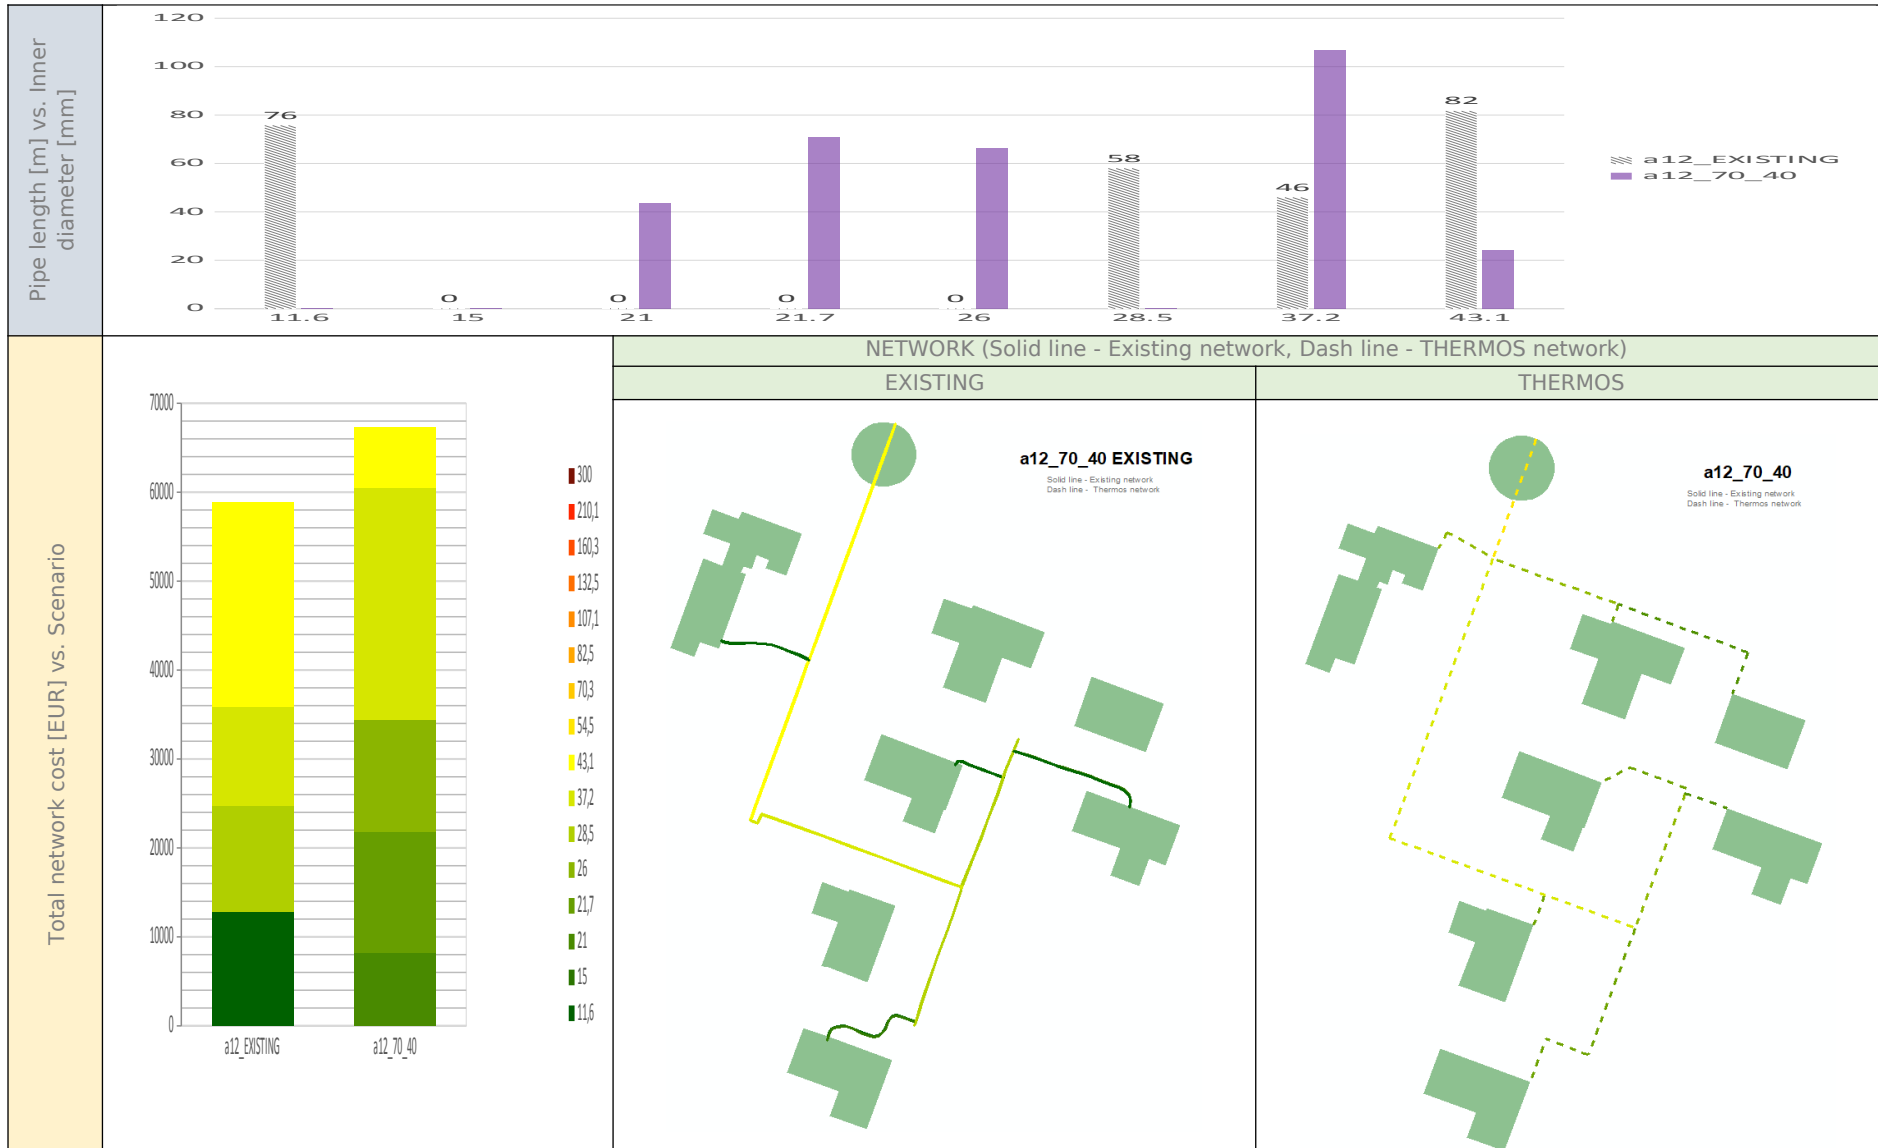 Pipe length [m] vs. Inner
diameter [mm]
120
100
80
60
40
20
0
76
0
0
0
0
58
46
82
11.6
15
21
21.7
26
28.5
37.2
43.1
a12_EXISTING
a12_70_40
Total network cost [EUR] vs. Scenario
70000
60000
50000
40000
30000
20000
10000
0
a12_EXISTING
a12_70_40
300
210,1
160,3
132,5
107,1
82,5
70,3
54,5
43,1
37,2
28,5
26
21,7
21
15
11,6
NETWORK (Solid line - Existing network, Dash line - THERMOS network)
EXISTING
THERMOS
a12_70_40 EXISTING
Solid line - Existing network
Dash line -  Thermos network
a12_70_40
Solid line - Existing network
Dash line -  Thermos network